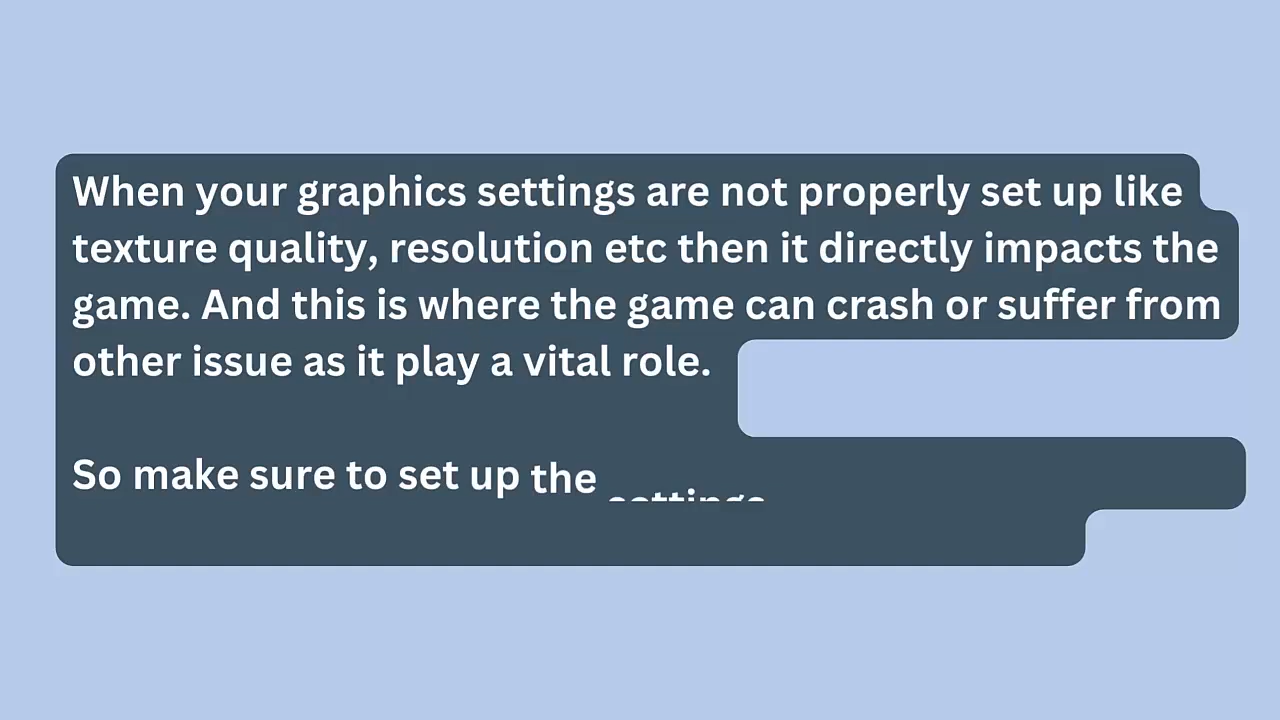 When your graphics settings are not properly set up like
texture quality, resolution etc then it directly impacts the
game. And this is where the game can crash or suffer from
other issue as it play a vital role.
So make sure to set up the